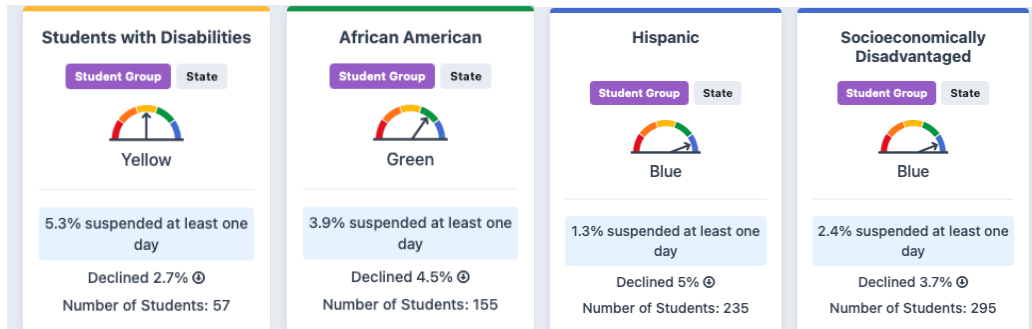 Students with Disabilities
Student Group
State
Yellow
5.3% suspended at least one
day
Declined 2.7%
Number of Students: 57
African American
Student Group
State
Green
3.9% suspended at least one
day
Declined 4.5%
Number of Students: 155
Hispanic
Student Group
State
Blue
1.3% suspended at least one
day
Declined 5%
Number of Students: 235
Socioeconomically
Disadvantaged
Student Group
State
Blue
2.4% suspended at least one
day
Declined 3.7%
Number of Students: 295